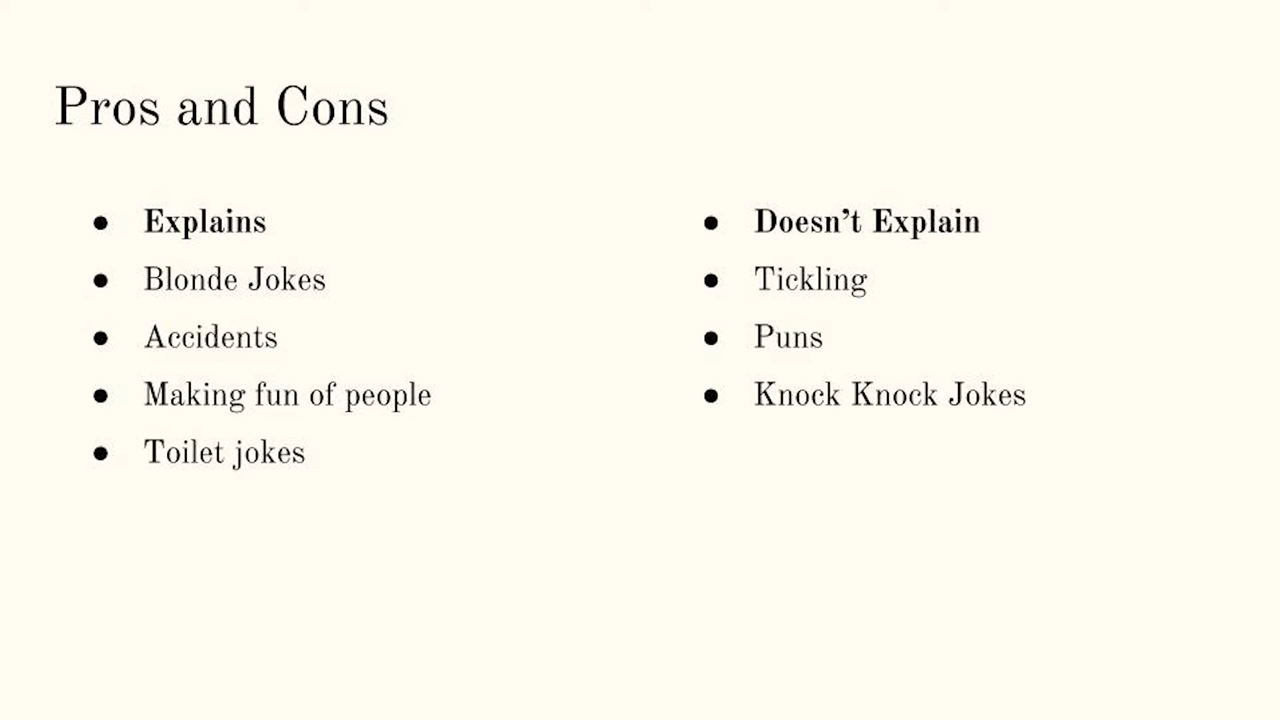 Pros and Cons
● Explains
● Blonde Jokes
● Accidents
● Making fun of people
● Toilet jokes
● Doesn’t Explain
● Tickling
● Puns
● Knock Knock Jokes